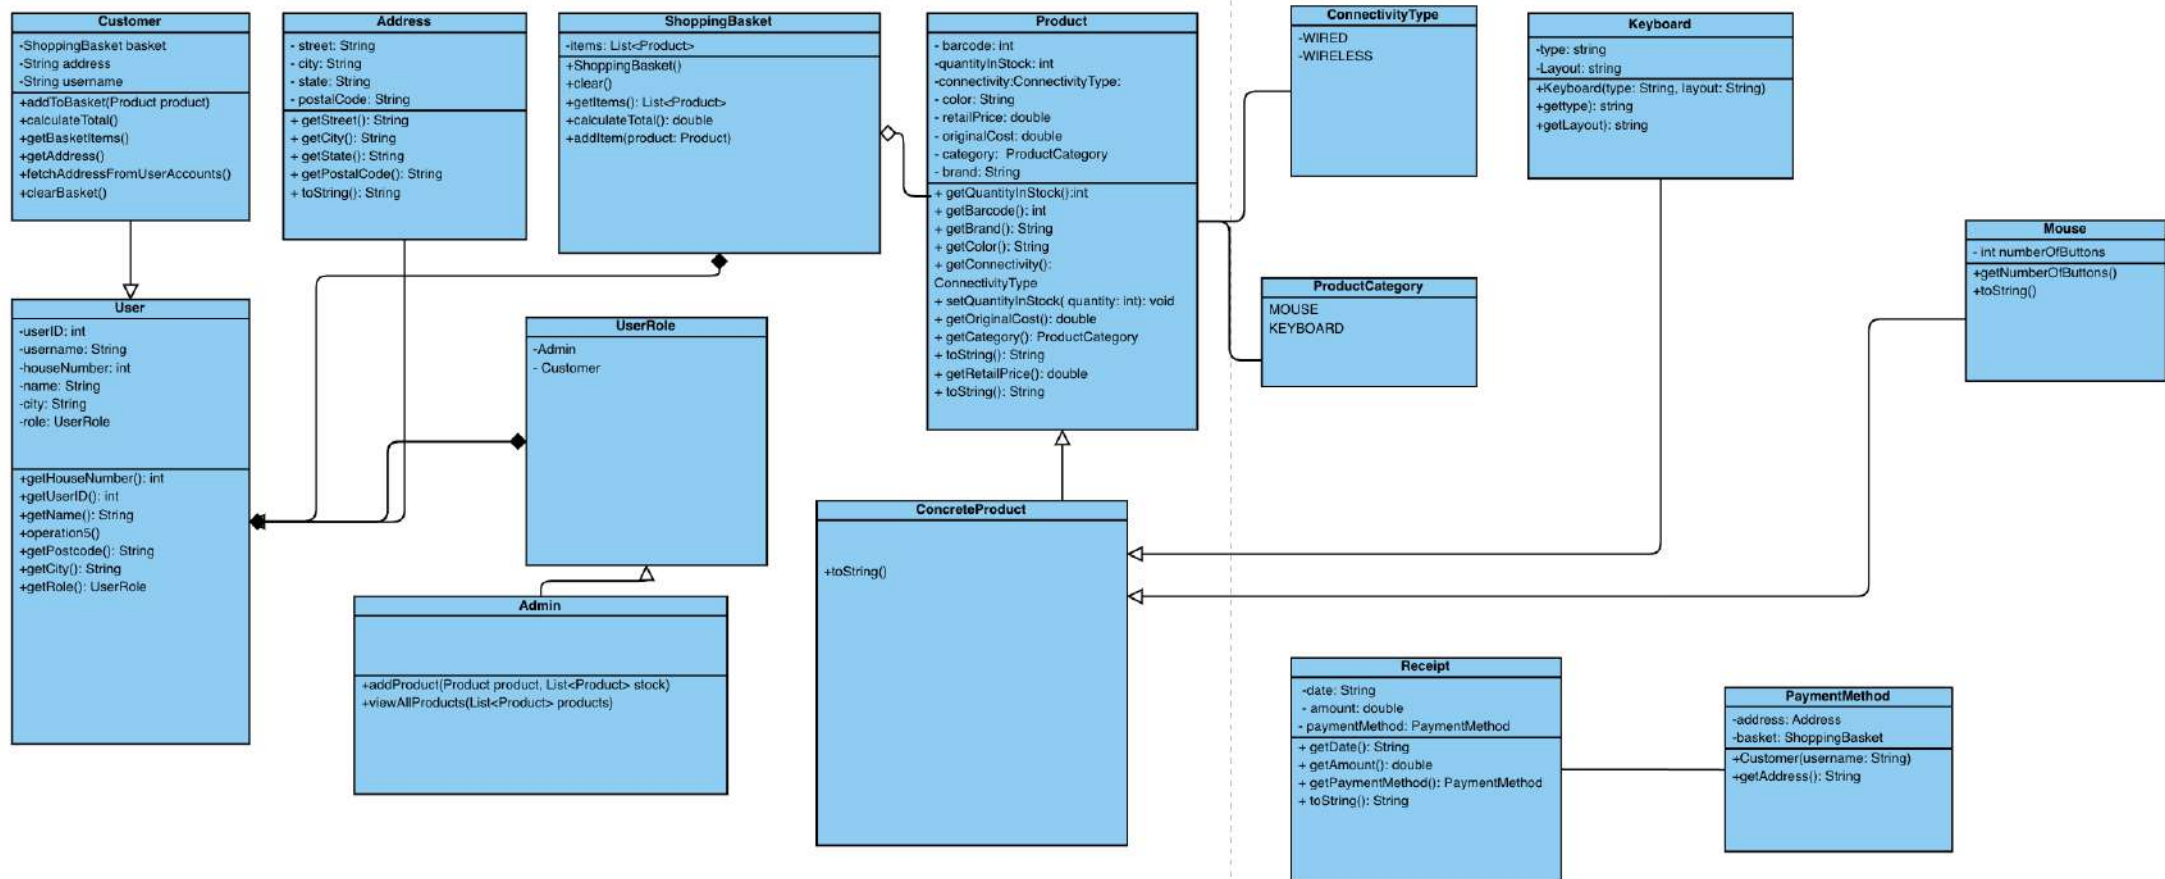 Customer
-ShoppingBasket basket
-String address
-String username
+addToBasket(Product product)
+calculateTotal()
+getBasketItems()
+getAddress()
+fetchAddressFromUserAccounts()
+clearBasket()
Address
- street: String
- city: String
- state: String
- postalCode: String
+ getStreet(): String
+ getCity(): String
+ getState(): String
+ getPostalCode(): String
+ toString(): String
ShoppingBasket
-items: List<Product>
+ShoppingBasket()
+clear()
+getItems(): List<Product>
+calculateTotal(): double
+addItem(product: Product)
Product
- barcode: int
-quantityInStock: int
-connectivity:ConnectivityType:
- color: String
- retailPrice: double
- originalCost: double
- category: ProductCategory
- brand: String
+ getQuantityInStock():int
+ getBarcode(): int
+ getBrand(): String
+ getColor(): String
+ getConnectivity():
ConnectivityType
+ setQuantityInStock( quantity: int): void
+ getOriginalCost(): double
+ getCategory(): ProductCategory
+ toString(): String
+ getRetailPrice(): double
+ toString(): String
ConnectivityType
-WIRED
-WIRELESS
Keyboard
-type: string
-Layout: string
+Keyboard(type: String, layout: String)
+gettype): string
+getLayout): string
Mouse
- int numberOfButtons
+getNumberOfButtons()
+toString()
ProductCategory
MOUSE
KEYBOARD
User
-userID: int
-username: String
-houseNumber: int
-name: String
-city: String
-role: UserRole
+getHouseNumber(): int
+getUserID(): int
+getName(): String
+operation5()
+getPostcode(): String
+getCity(): String
+getRole(): UserRole
UserRole
-Admin
- Customer
ConcreteProduct
+toString()
Admin
+addProduct(Product product, List<Product> stock)
+viewAllProducts(List<Product> products)
Receipt
-date: String
- amount: double
- paymentMethod: PaymentMethod
+ getDate(): String
+ getAmount(): double
+ getPaymentMethod(): PaymentMethod
+ toString(): String
PaymentMethod
-address: Address
-basket: ShoppingBasket
+Customer(username: String)
+getAddress(): String